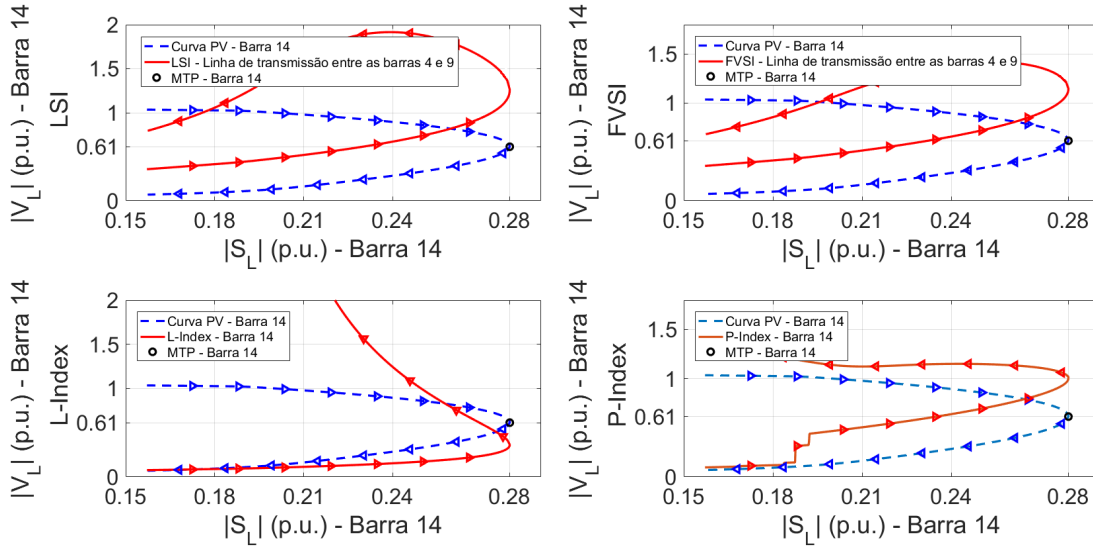 |V_L| (p.u.) - Barra 14
LSI
2
1.5
1
0.61
0
Curva PV - Barra 14
LSI - Linha de transmissão entre as barras 4 e 9
MTP - Barra 14
0.15
0.18
0.21
0.24
0.28
|S_L| (p.u.) - Barra 14
|V_L| (p.u.) - Barra 14
FVSI
1.5
1
0.61
0
Curva PV - Barra 14
FVSI - Linha de transmissão entre as barras 4 e 9
MTP - Barra 14
0.15
0.18
0.21
0.24
0.28
|S_L| (p.u.) - Barra 14
|V_L| (p.u.) - Barra 14
L-Index
2
1.5
1
0.61
0
Curva PV - Barra 14
L-Index - Barra 14
MTP - Barra 14
0.15
0.18
0.21
0.24
0.28
|S_L| (p.u.) - Barra 14
|V_L| (p.u.) - Barra 14
P-Index
1.5
1
0.61
0
Curva PV - Barra 14
P-Index - Barra 14
MTP - Barra 14
0.15
0.18
0.21
0.24
0.28
|S_L| (p.u.) - Barra 14